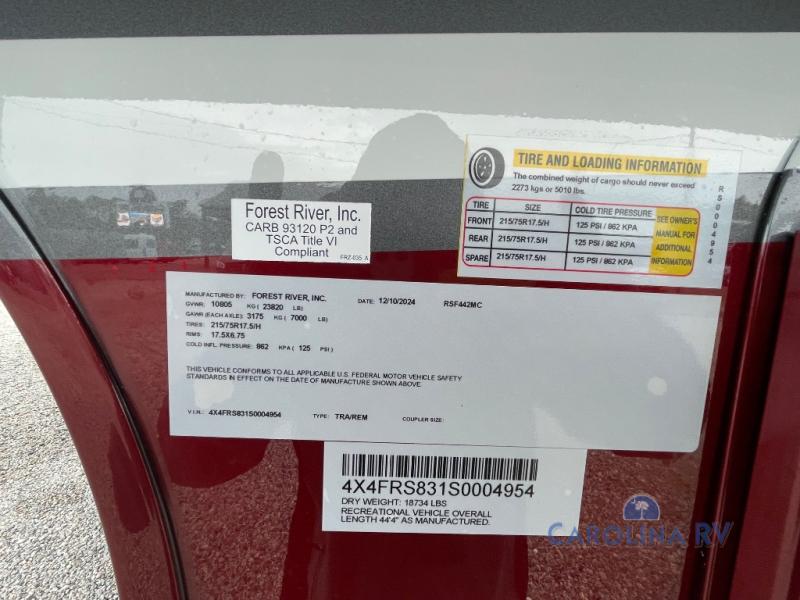 TIRE AND LOADING INFORMATION
The combined weight of cargo should never exceed
2273 kgs or 5010 lbs.
TIRE SIZE COLD TIRE PRESSURE
FRONT 215/75R17.5/H 125 PSI / 862 KPA
REAR 215/75R17.5/H 125 PSI / 862 KPA
SPARE 215/75R17.5/H 125 PSI / 862 KPA
SEE OWNER'S
MANUAL FOR
ADDITIONAL
INFORMATION
RS0004954
Forest River, Inc.
CARB 93120 P2 and
TSCA Title VI
Compliant
FRZ-035 A
MANUFACTURED BY: FOREST RIVER, INC. DATE: 12/10/2024 RSF442MC
GVWR: 10805 KG ( 23820 LB)
GAWR (EACH AXLE): 3175 KG ( 7000 LB)
TIRES: 215/75R17.5/H
RIMS: 17.5X6.75
COLD INFL. PRESSURE: 862 KPA ( 125 PSI)
THIS VEHICLE CONFORMS TO ALL APPLICABLE U.S. FEDERAL MOTOR VEHICLE SAFETY
STANDARDS IN EFFECT ON THE DATE OF MANUFACTURE SHOWN ABOVE.
V.I.N.: 4X4FRS831S0004954 TYPE: TRA/REM COUPLER SIZE:
4X4FRS831S0004954
DRY WEIGHT: 18734 LBS
RECREATIONAL VEHICLE OVERALL
LENGTH 44'4" AS MANUFACTURED.
CAROLINA RV